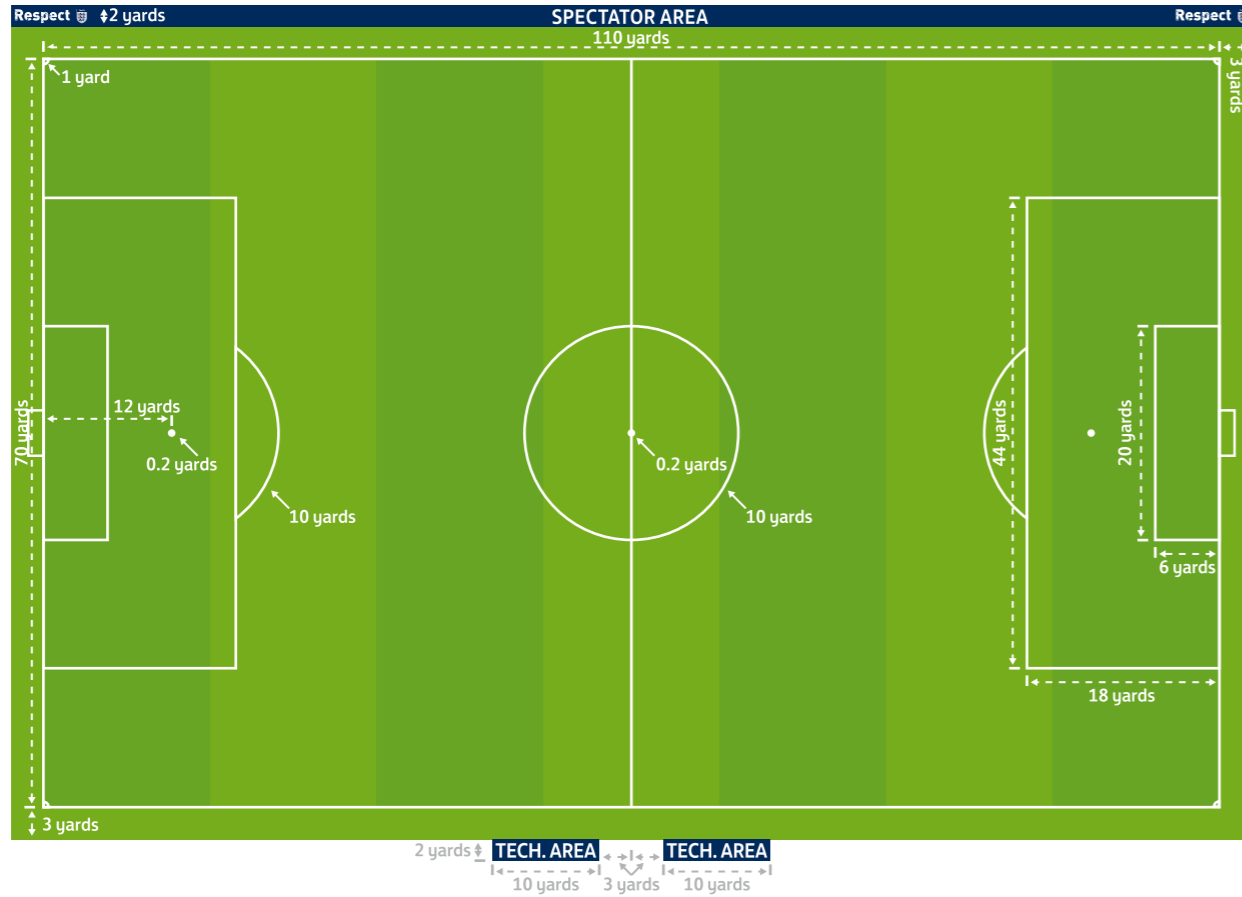 Respect 2 yards SPECTATOR AREA Respect
110 yards
1 yard
3 yards
12 yards
70 yards
0.2 yards
10 yards
0.2 yards
10 yards
44 yards
20 yards
6 yards
18 yards
3 yards
2 yards TECH. AREA TECH. AREA
10 yards 3 yards 10 yards